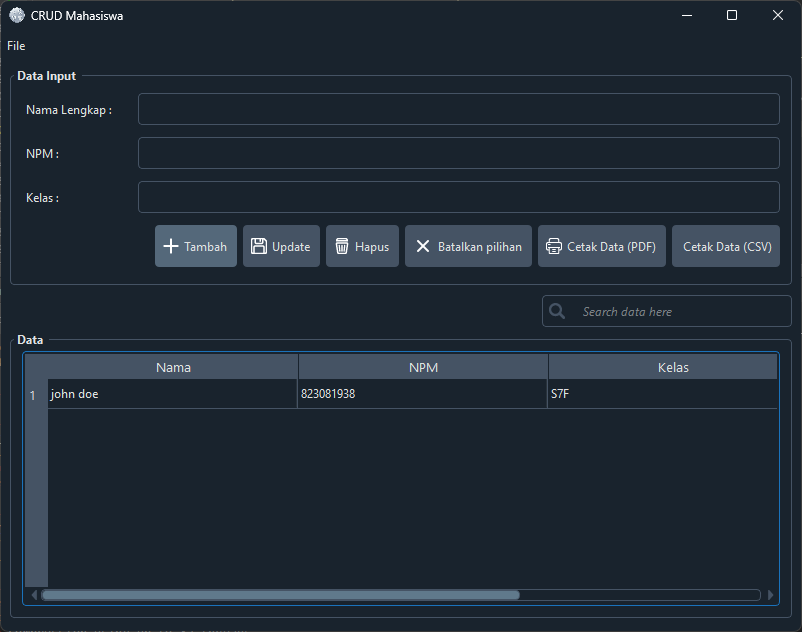 CRUD Mahasiswa
File
Data Input
Nama Lengkap :
NPM :
Kelas :
Tambah Update Hapus Batalkan pilihan Cetak Data (PDF) Cetak Data (CSV)
Search data here
Data
Nama NPM Kelas
1 john doe 823081938 S7F